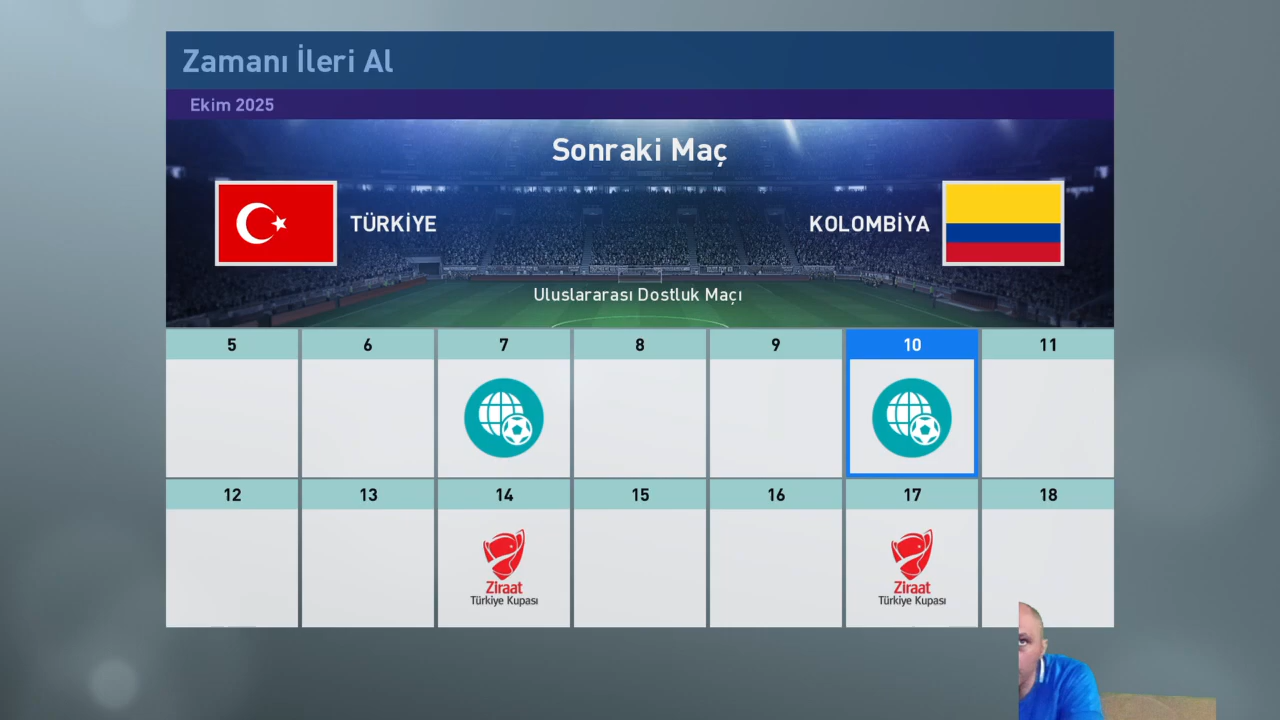 Zamanı İleri Al
Ekim 2025
Sonraki Maç
TÜRKİYE
KOLOMBİYA
Uluslararası Dostluk Maçı
5 6 7 8 9 10 11
12 13 14 15 16 17 18
Ziraat Ziraat
Türkiye Kupası Türkiye Kupası